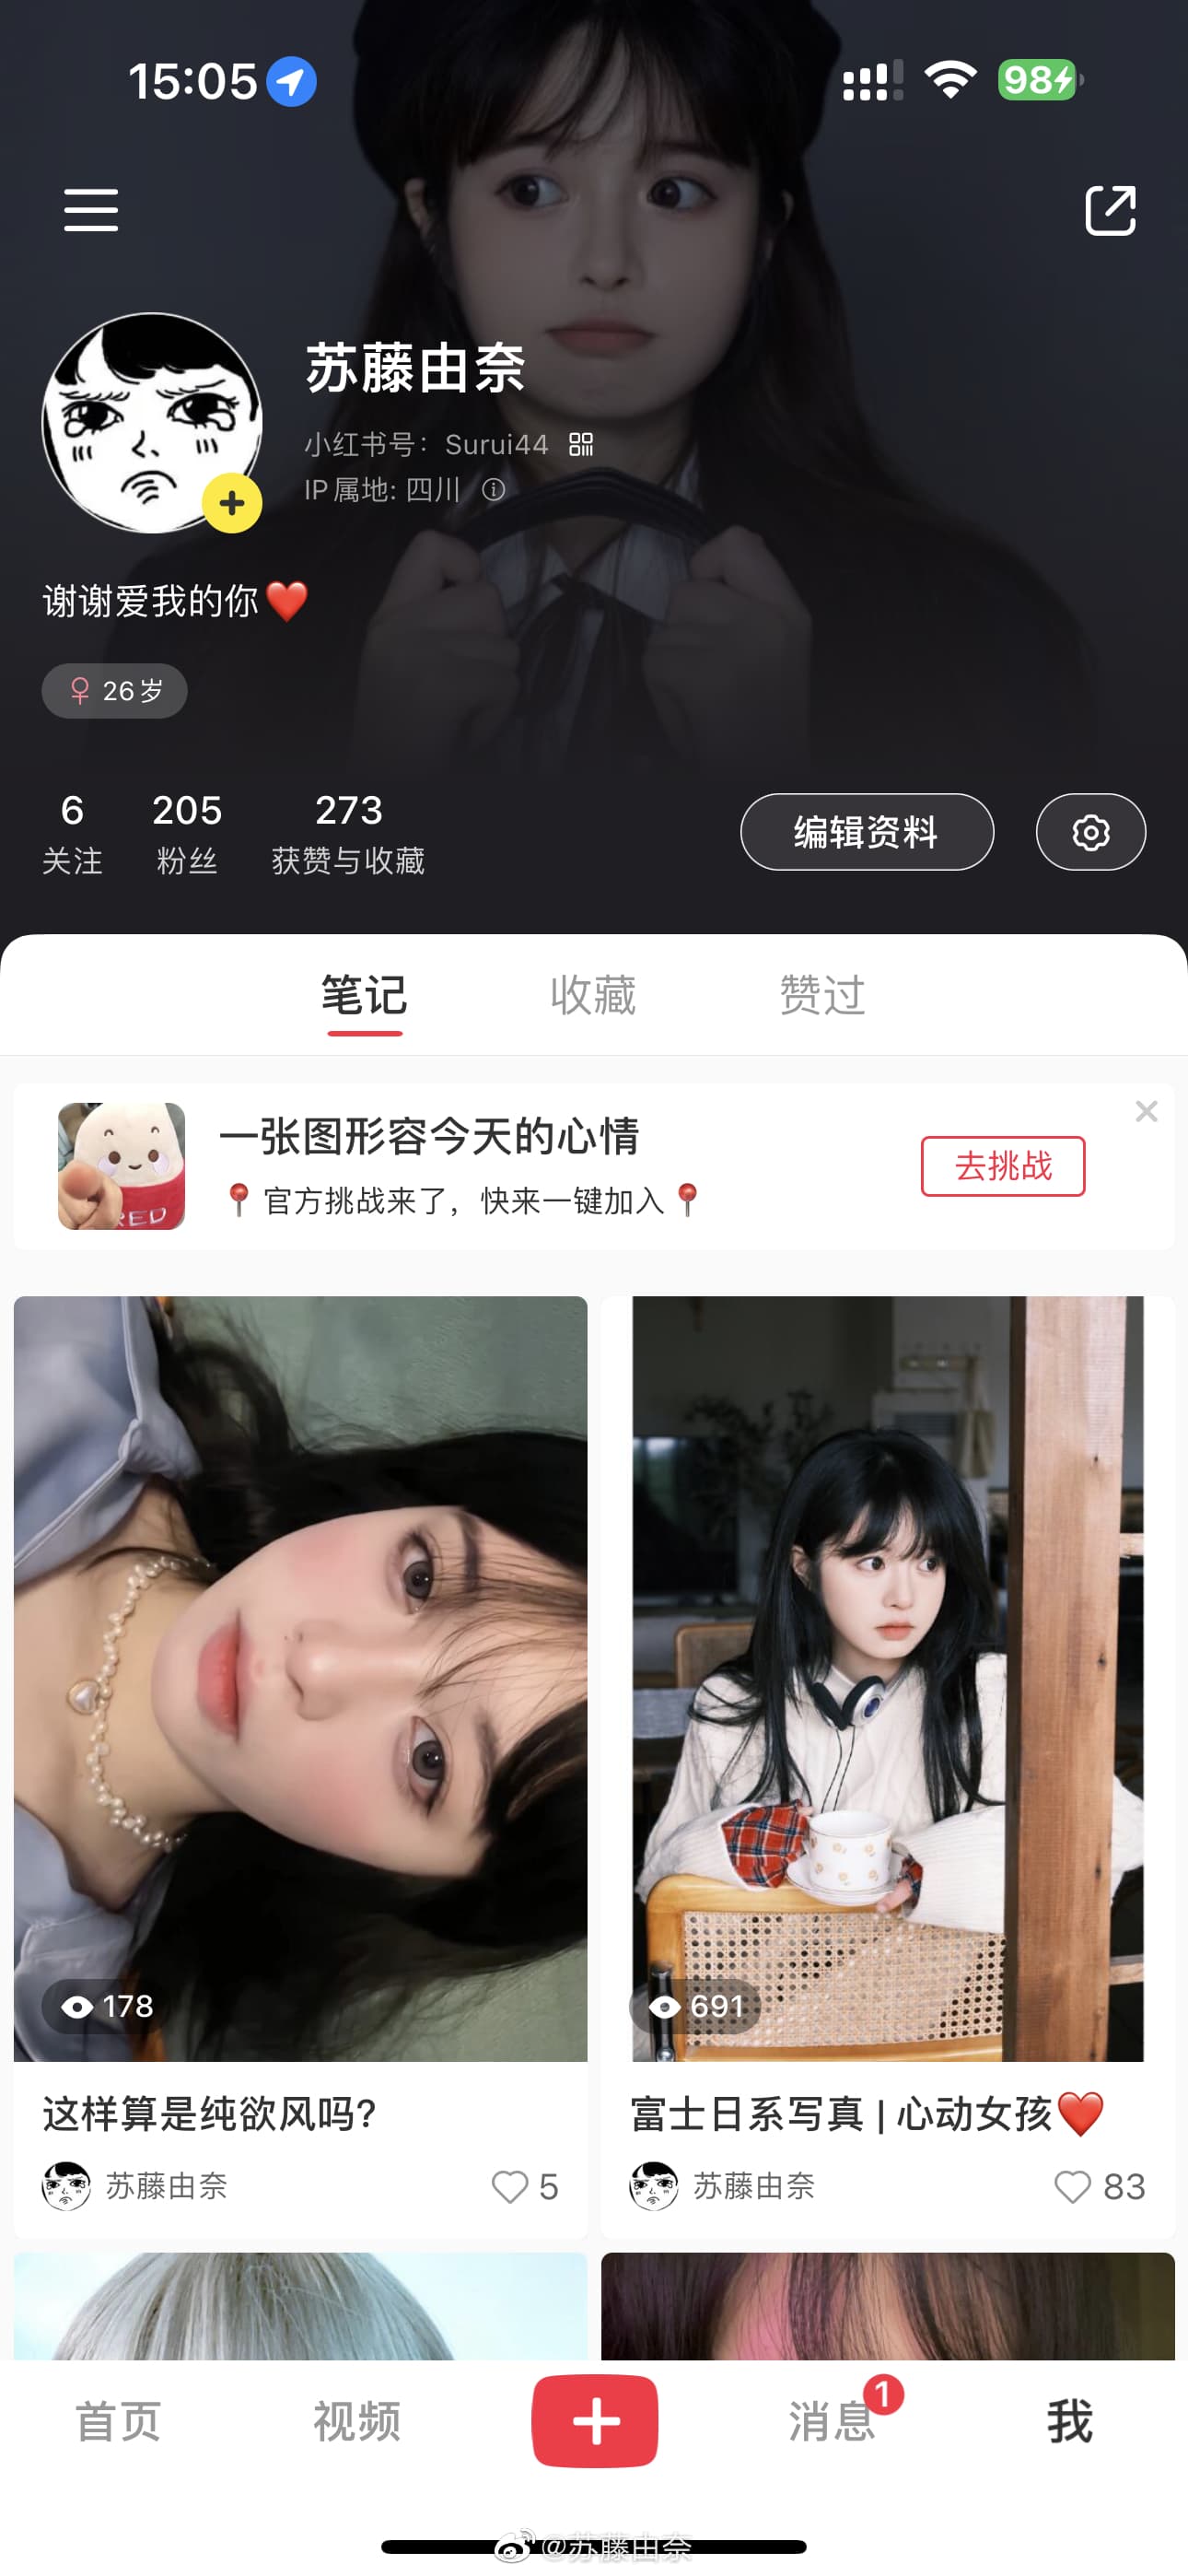 15:05
98
苏藤由奈
小红书号：Surui44
IP属地: 四川
谢谢爱我的你❤️
26岁
6 205 273
关注 粉丝 获赞与收藏
编辑资料
笔记 收藏 赞过
一张图形容今天的心情
📍官方挑战来了，快来一键加入📍
去挑战
RED
178
691
这样算是纯欲风吗?
苏藤由奈 5
富士日系写真 | 心动女孩❤️
苏藤由奈 83
首页 视频 消息 1 我
@苏藤由奈